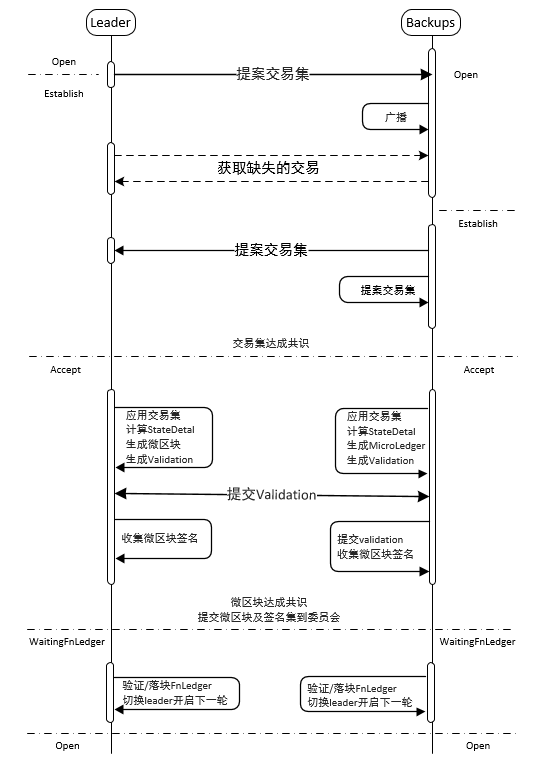 Leader
Backups
Open
提案交易集
Open
Establish
广播
获取缺失的交易
Establish
提案交易集
提案交易集
交易集达成共识
Accept
Accept
应用交易集
计算StateDetal
生成微区块
生成Validation
应用交易集
计算StateDetal
生成MicroLedger
生成Validation
提交Validation
收集微区块签名
提交validation
收集微区块签名
微区块达成共识
提交微区块及签名集到委员会
WaitingFnLedger
WaitingFnLedger
验证/落块FnLedger
切换leader开启下一轮
验证/落块FnLedger
切换leader开启下一轮
Open
Open